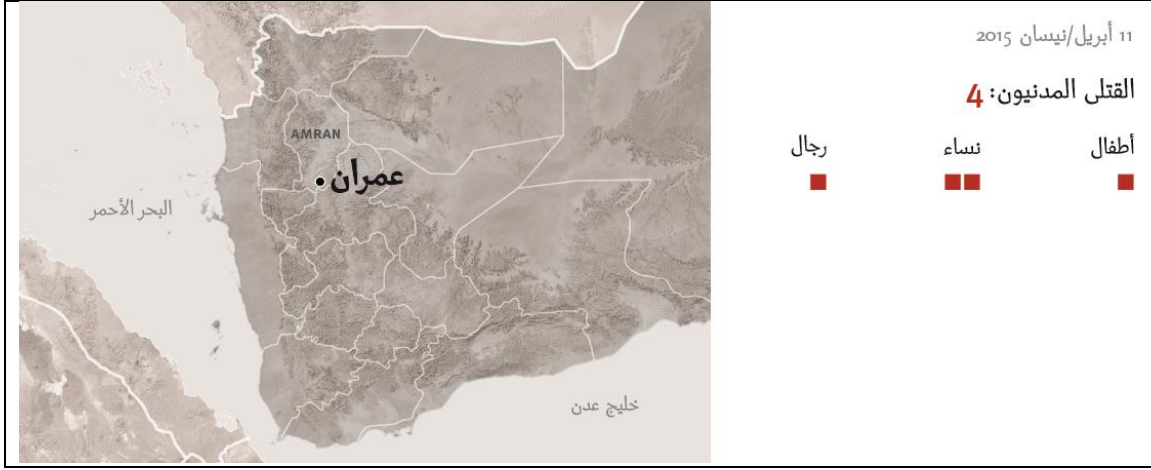 11 أبريل/نيسان 2015
القتلى المدنيون: 4
أطفال نساء رجال
AMRAN
عمران
البحر الأحمر
خليج عدن